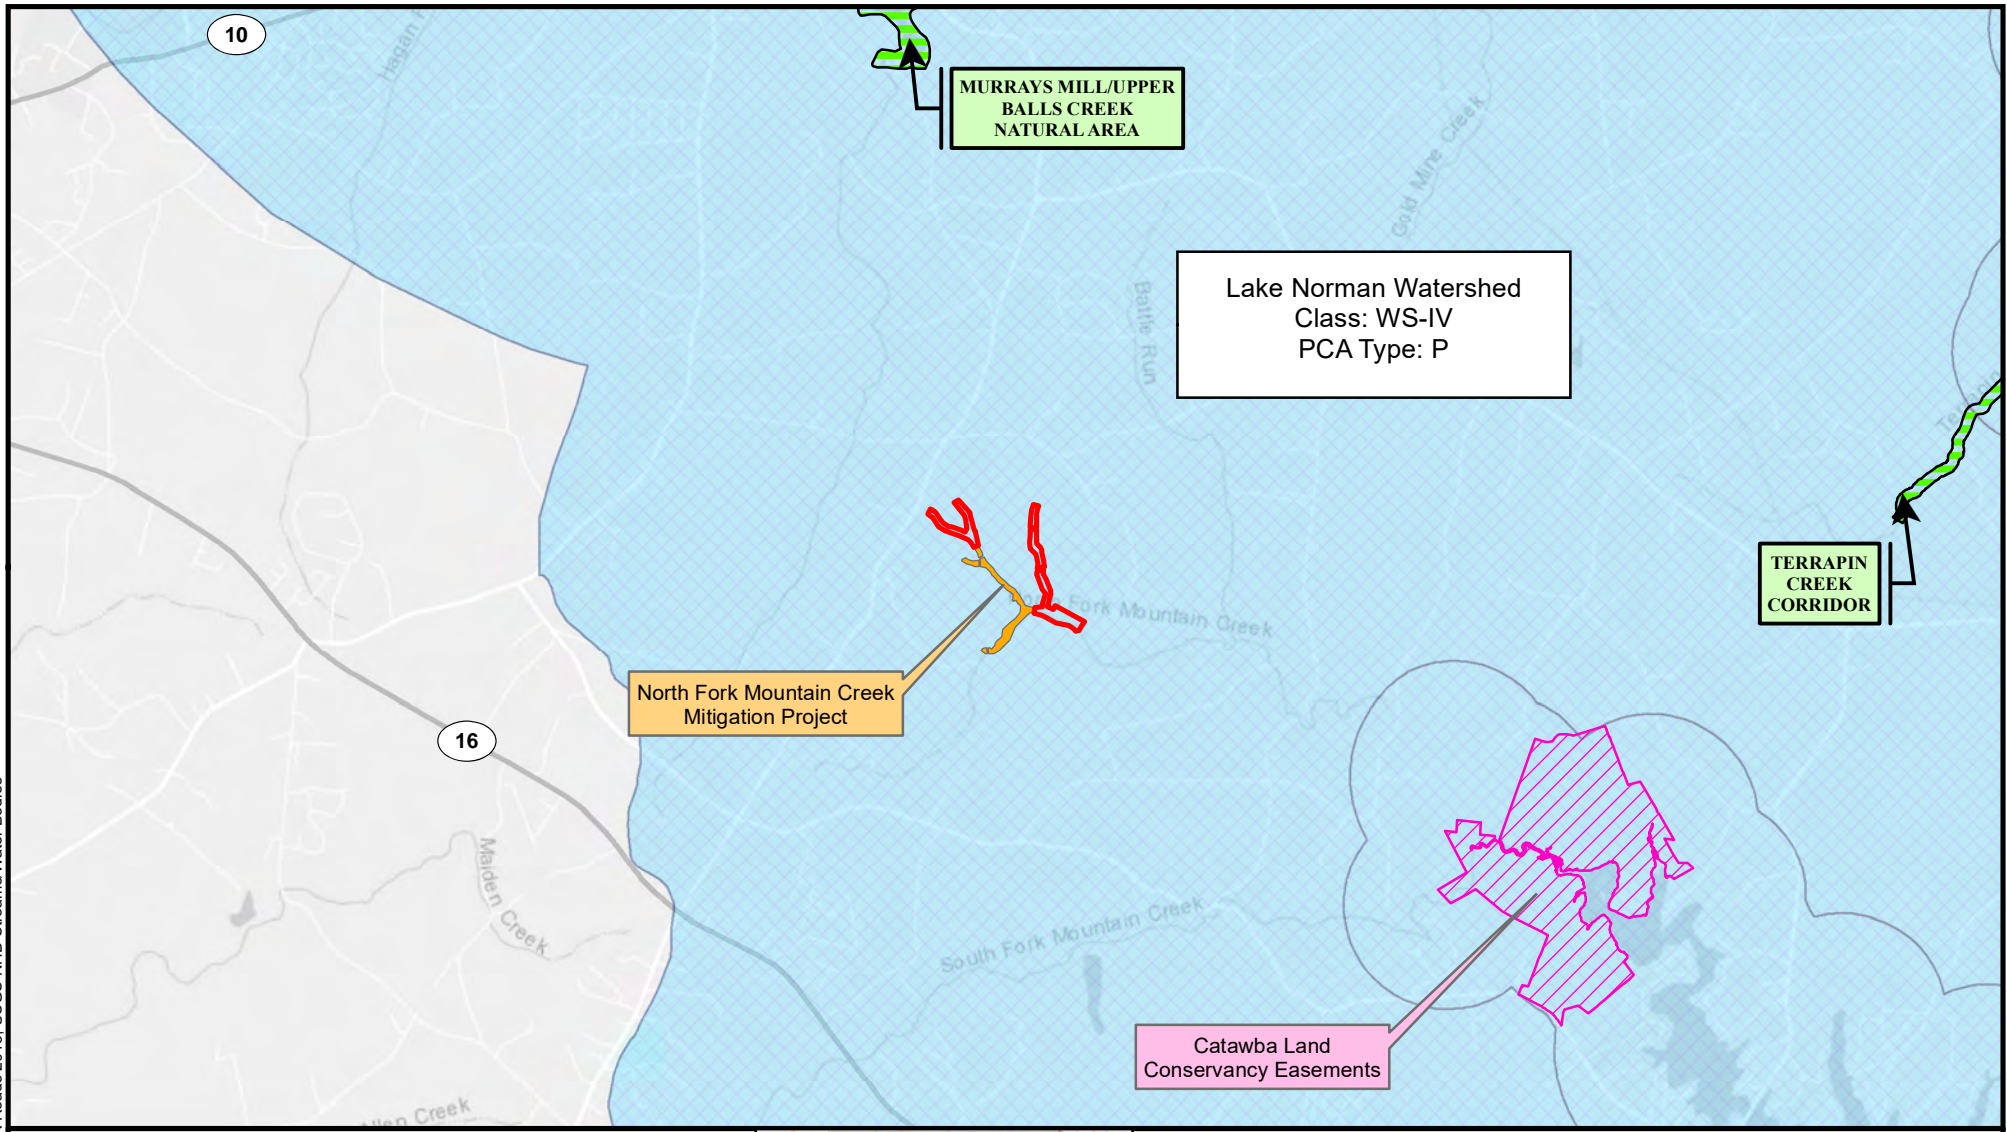 10
MURRAYS MILL/UPPER
BALLS CREEK
NATURAL AREA
Gold Mine Creek
Lake Norman Watershed
Class: WS-IV
PCA Type: P
Battle Run
TERRAPIN
CREEK
CORRIDOR
Fork Mountain Creek
North Fork Mountain Creek
Mitigation Project
16
Maiden Creek
South Fork Mountain Creek
Catawba Land
Conservancy Easements
Creek